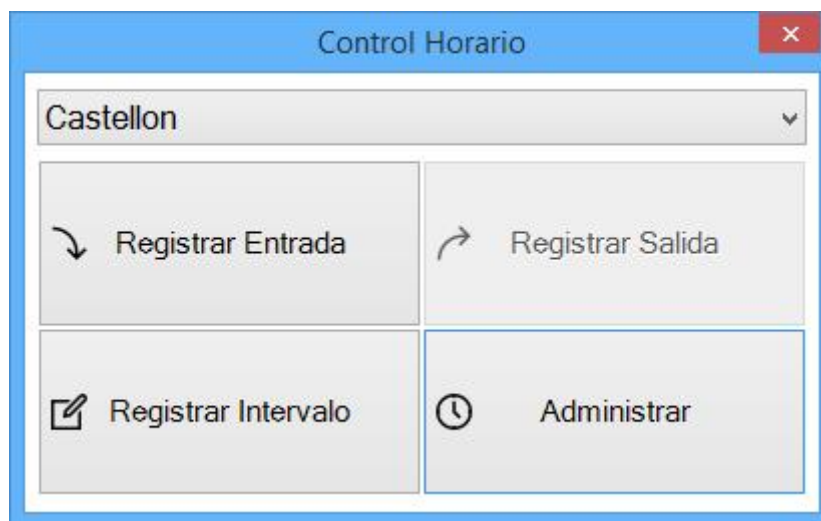 Control Horario
Castellon
Registrar Entrada
Registrar Salida
Registrar Intervalo
Administrar